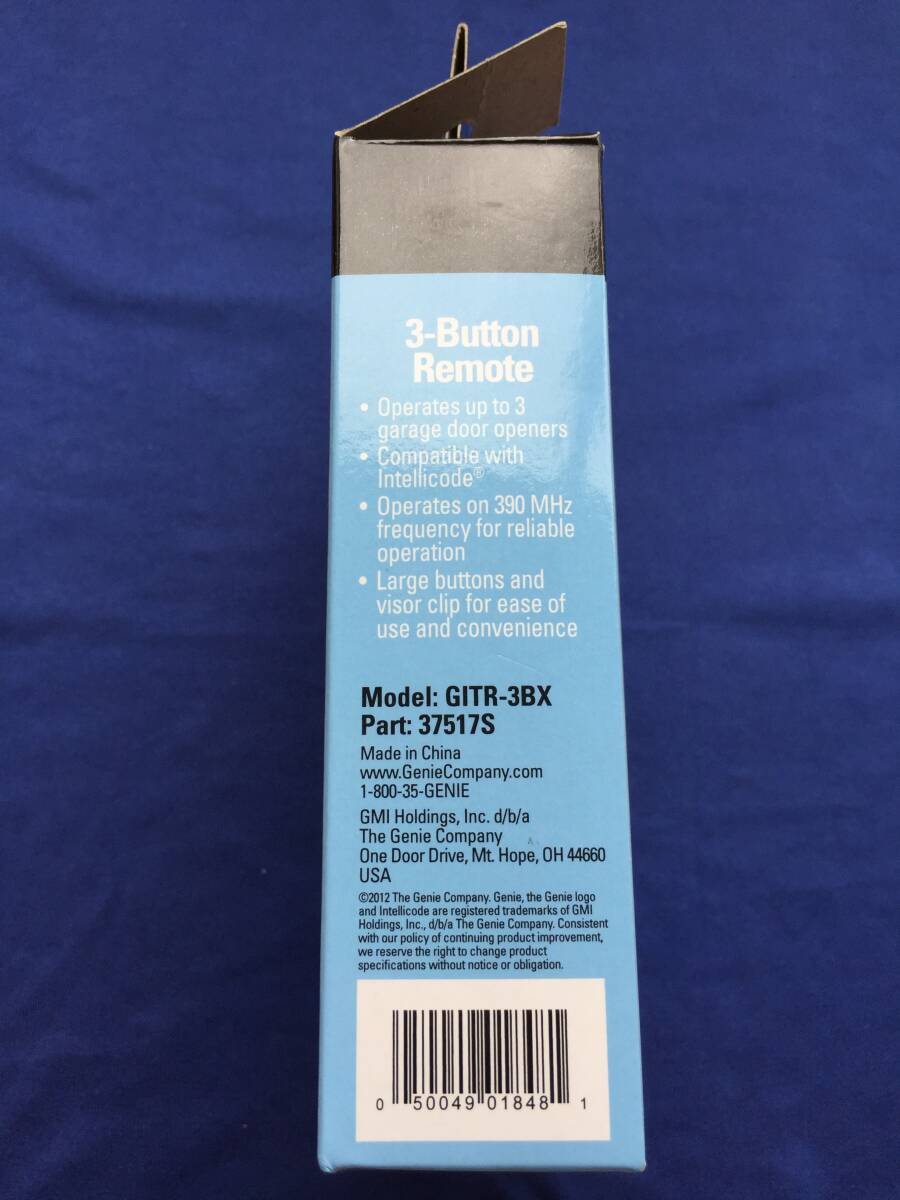 3-Button
Remote
• Operates up to 3
garage door openers
• Compatible with
Intellicode®
• Operates on 390 MHz
frequency for reliable
operation
• Large buttons and
visor clip for ease of
use and convenience
Model: GITR-3BX
Part: 37517S
Made in China
www.GenieCompany.com
1-800-35-GENIE
GMI Holdings, Inc. d/b/a
The Genie Company
One Door Drive, Mt. Hope, OH 44660
USA
©2012 The Genie Company. Genie, the Genie logo
and Intellicode are registered trademarks of GMI
Holdings, Inc., d/b/a The Genie Company. Consistent
with our policy of continuing product improvement,
we reserve the right to change product
specifications without notice or obligation.
0 50049 01848 1